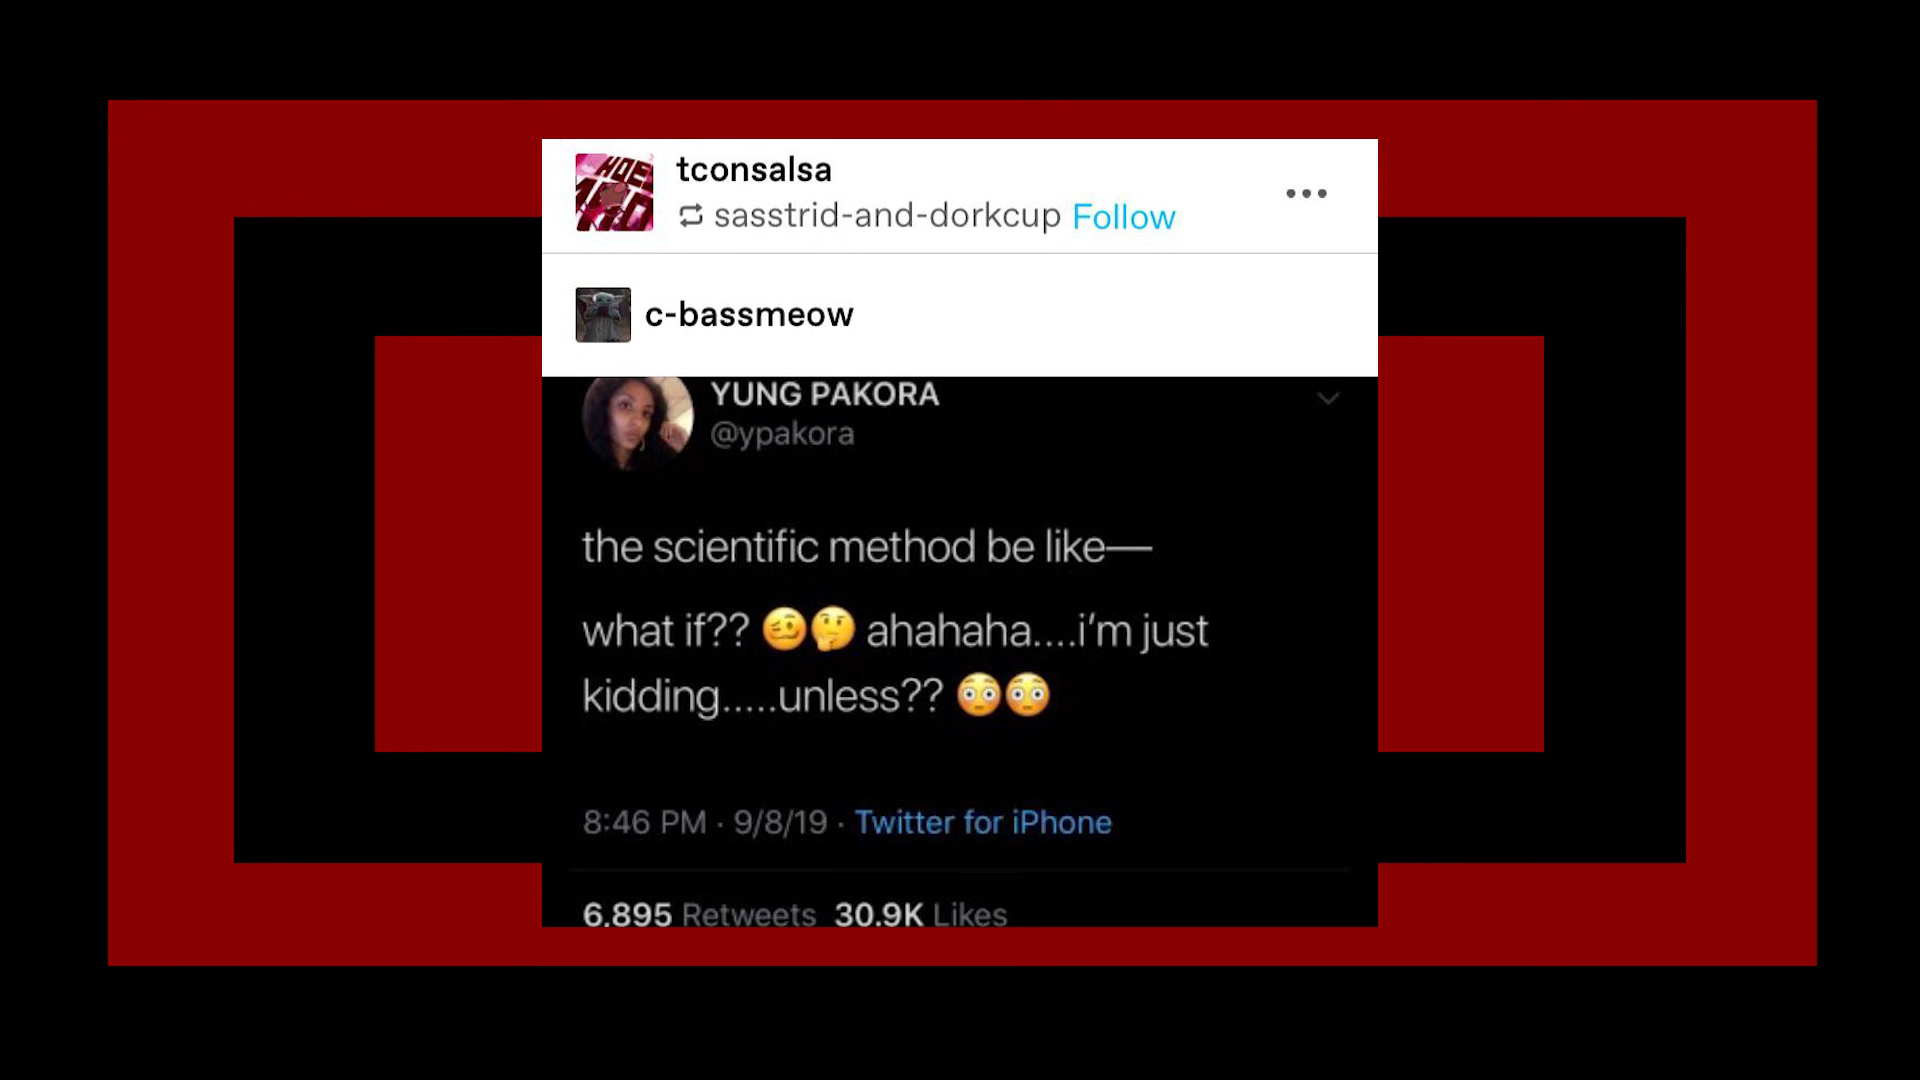 tconsalsa
sasstrid-and-dorkcup Follow
c-bassmeow
YUNG PAKORA
@ypakora
the scientific method be like—
what if?? 🥴🤔 ahahaha....i'm just
kidding.....unless?? 😳😳
8:46 PM · 9/8/19 · Twitter for iPhone
6,895 Retweets 30.9K Likes